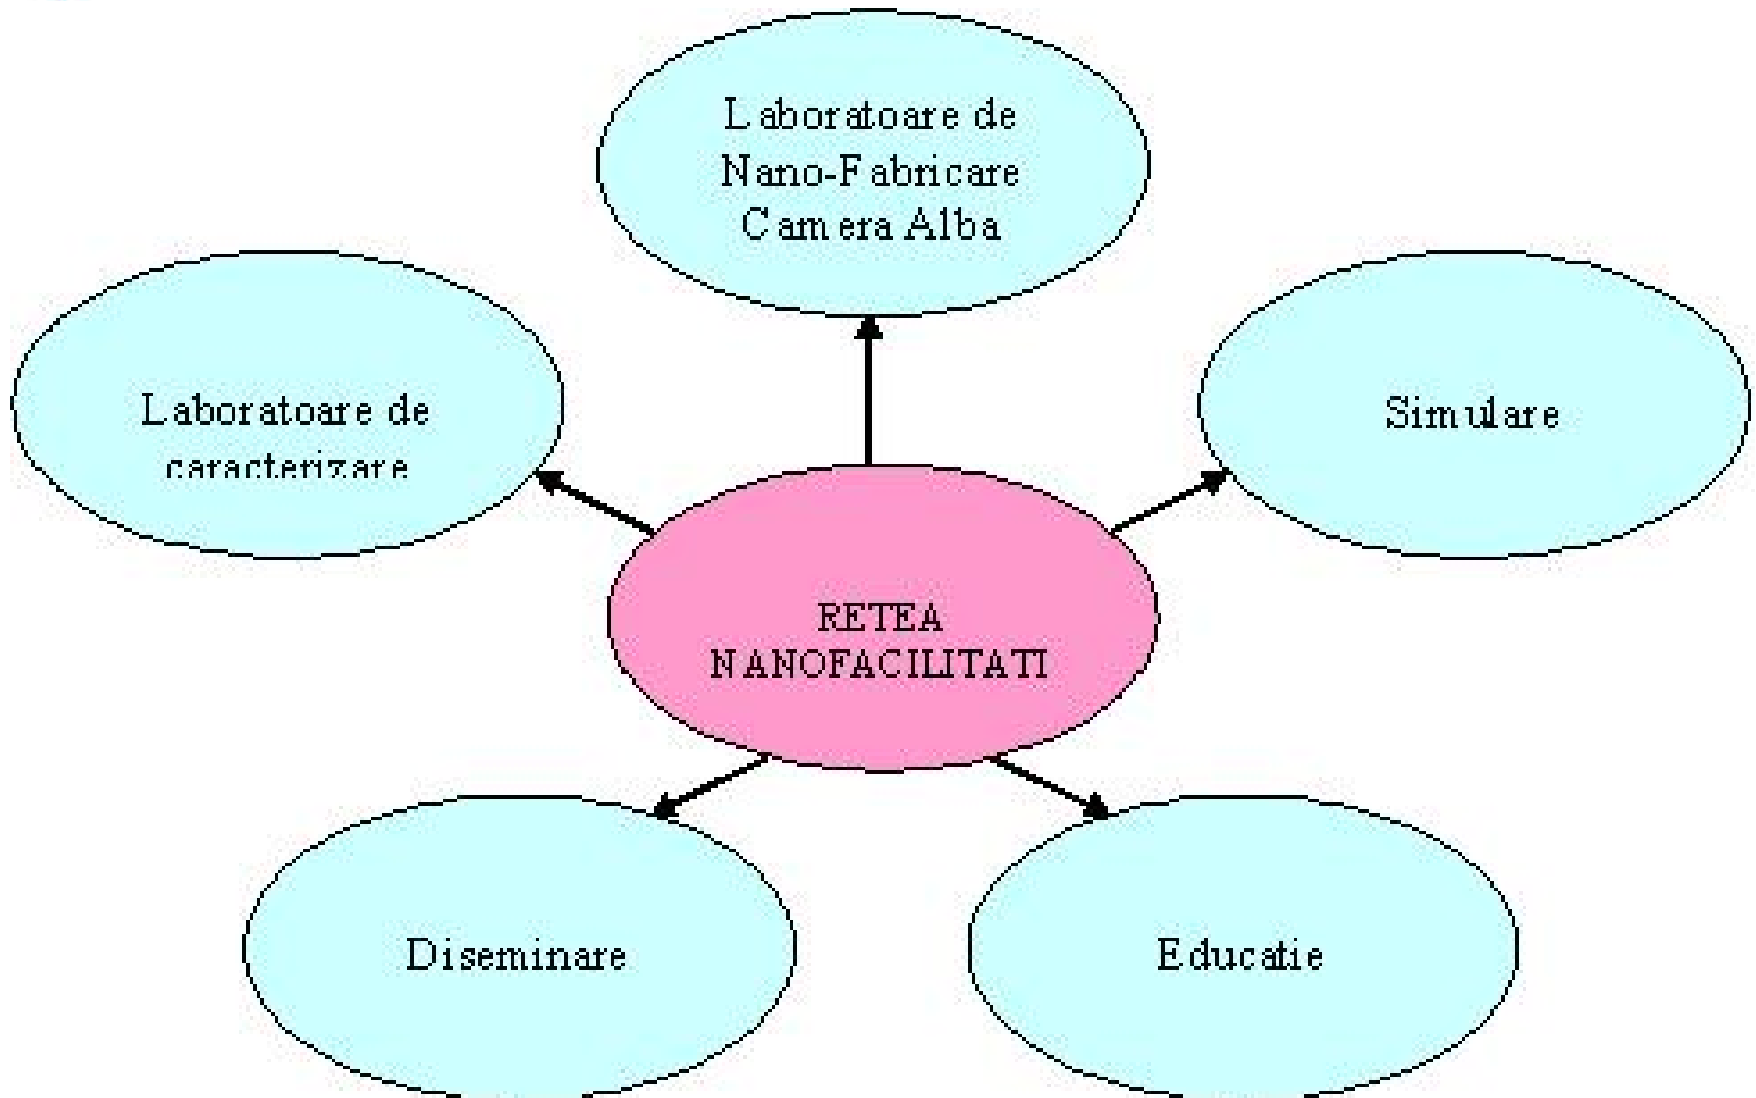 Laboratoare de
Nano-Fabricare
Camera Alba
Laboratoare de
caracterizare
Simulare
RETEA
NANOFACILITATI
Diseminare
Educatie